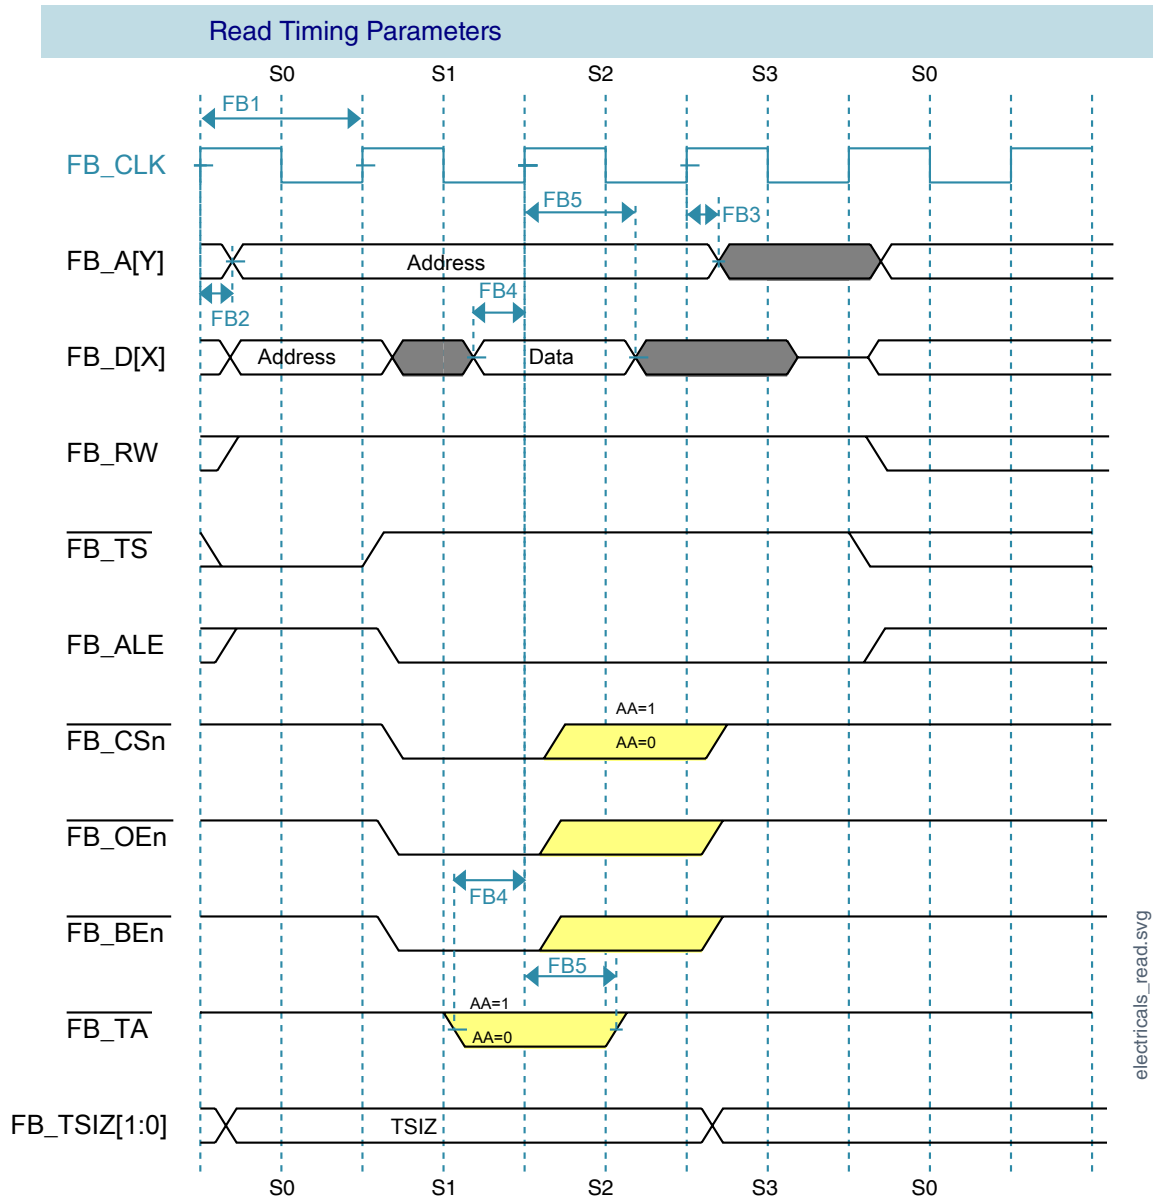 Read Timing Parameters
S0 S1 S2 S3 S0
FB1
FB_CLK
FB5
FB3
FB_A[Y]
Address
FB4
FB2
FB_D[X]
Address
Data
FB_RW
FB_TS
FB_ALE
AA=1
FB_CSn
AA=0
FB_OEn
FB4
FB_BEn
FB5
AA=1
FB_TA
AA=0
FB_TSIZ[1:0]
TSIZ
S0 S1 S2 S3 S0
electricals_read.svg